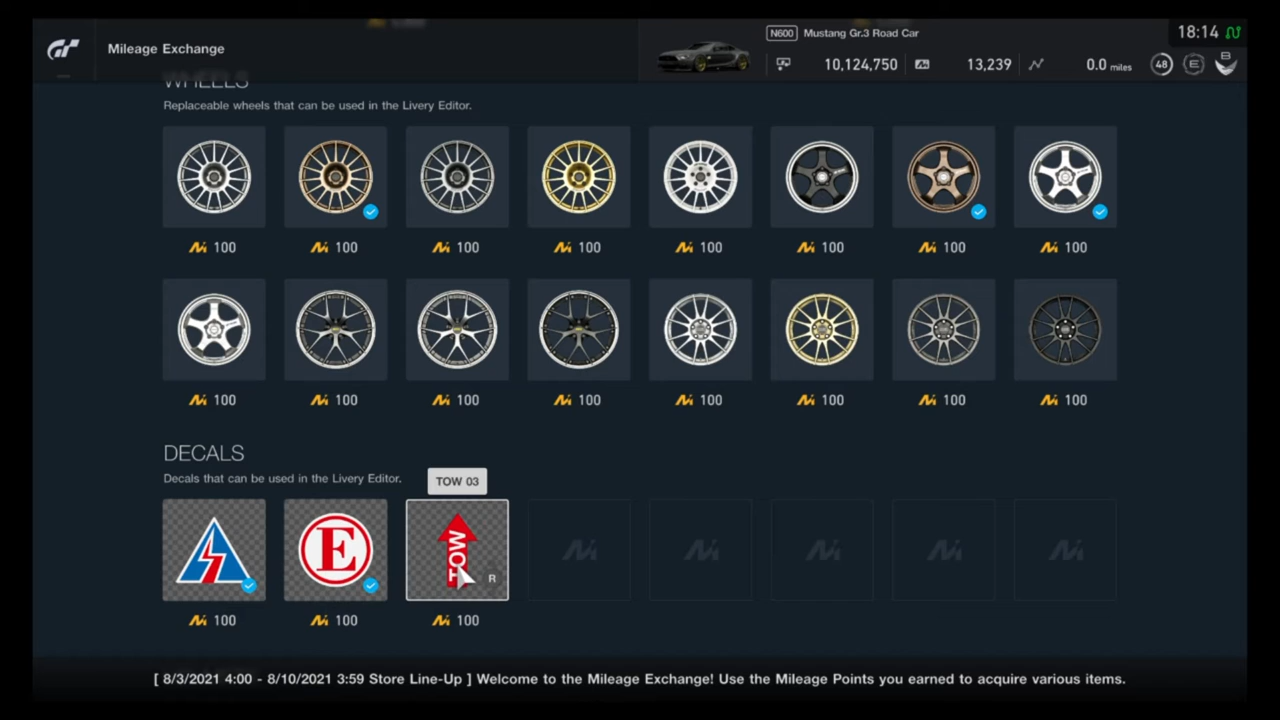 Mileage Exchange
N600 Mustang Gr.3 Road Car
18:14
10,124,750
13,239
0.0 miles
48
E
B
WHEELS
Replaceable wheels that can be used in the Livery Editor.
100 100 100 100 100 100 100 100
100 100 100 100 100 100 100 100
DECALS
Decals that can be used in the Livery Editor.
TOW 03
E
TOW
R
100 100 100
[ 8/3/2021 4:00 - 8/10/2021 3:59 Store Line-Up ] Welcome to the Mileage Exchange! Use the Mileage Points you earned to acquire various items.